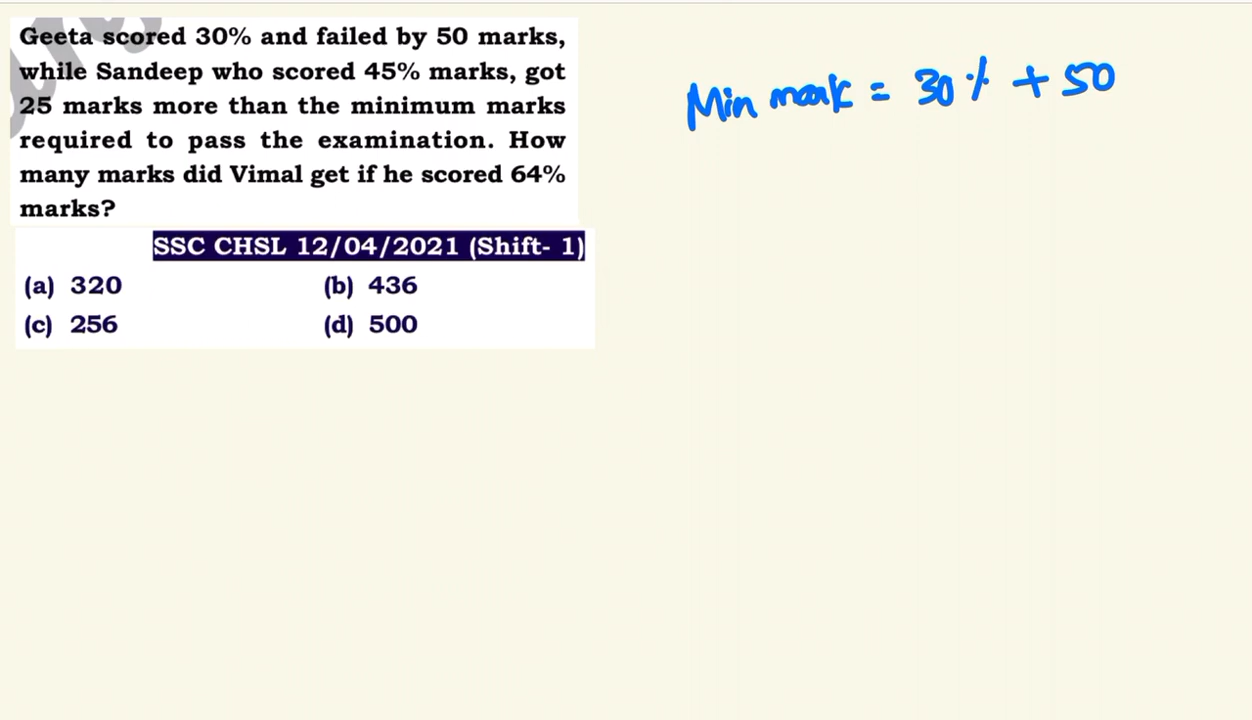 Geeta scored 30% and failed by 50 marks,
while Sandeep who scored 45% marks, got
25 marks more than the minimum marks
required to pass the examination. How
many marks did Vimal get if he scored 64%
marks?
SSC CHSL 12/04/2021 (Shift- 1)
(a) 320 (b) 436
(c) 256 (d) 500
Min mark = 30% + 50